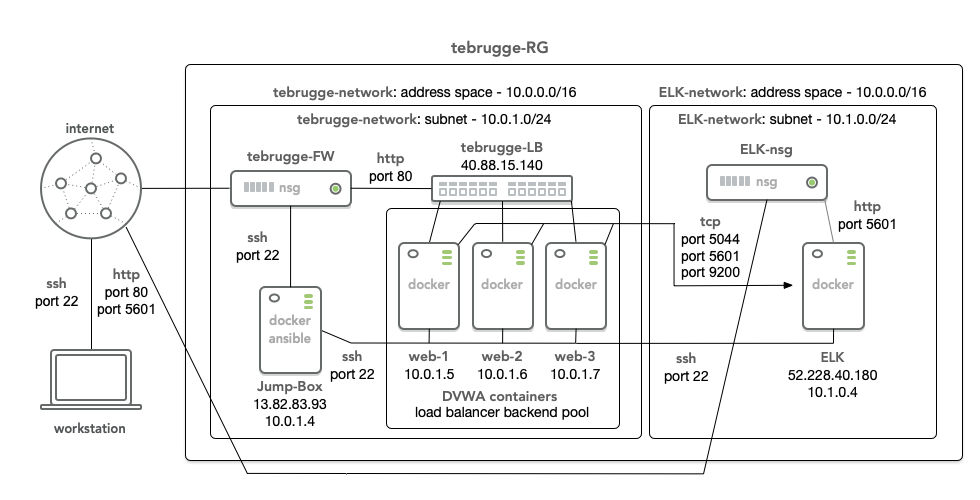 tebrugge-RG
tebrugge-network: address space - 10.0.0.0/16
ELK-network: address space - 10.0.0.0/16
tebrugge-network: subnet - 10.0.1.0/24
ELK-network: subnet - 10.1.0.0/24
internet
tebrugge-FW
nsg
http
port 80
tebrugge-LB
40.88.15.140
ELK-nsg
nsg
http
port 5601
ssh
port 22
tcp
port 5044
port 5601
port 9200
docker
docker
docker
docker
ssh
port 22
http
port 80
port 5601
docker
ansible
ssh
port 22
web-1
10.0.1.5
web-2
10.0.1.6
web-3
10.0.1.7
ssh
port 22
ELK
52.228.40.180
10.1.0.4
Jump-Box
13.82.83.93
10.0.1.4
DVWA containers
load balancer backend pool
workstation